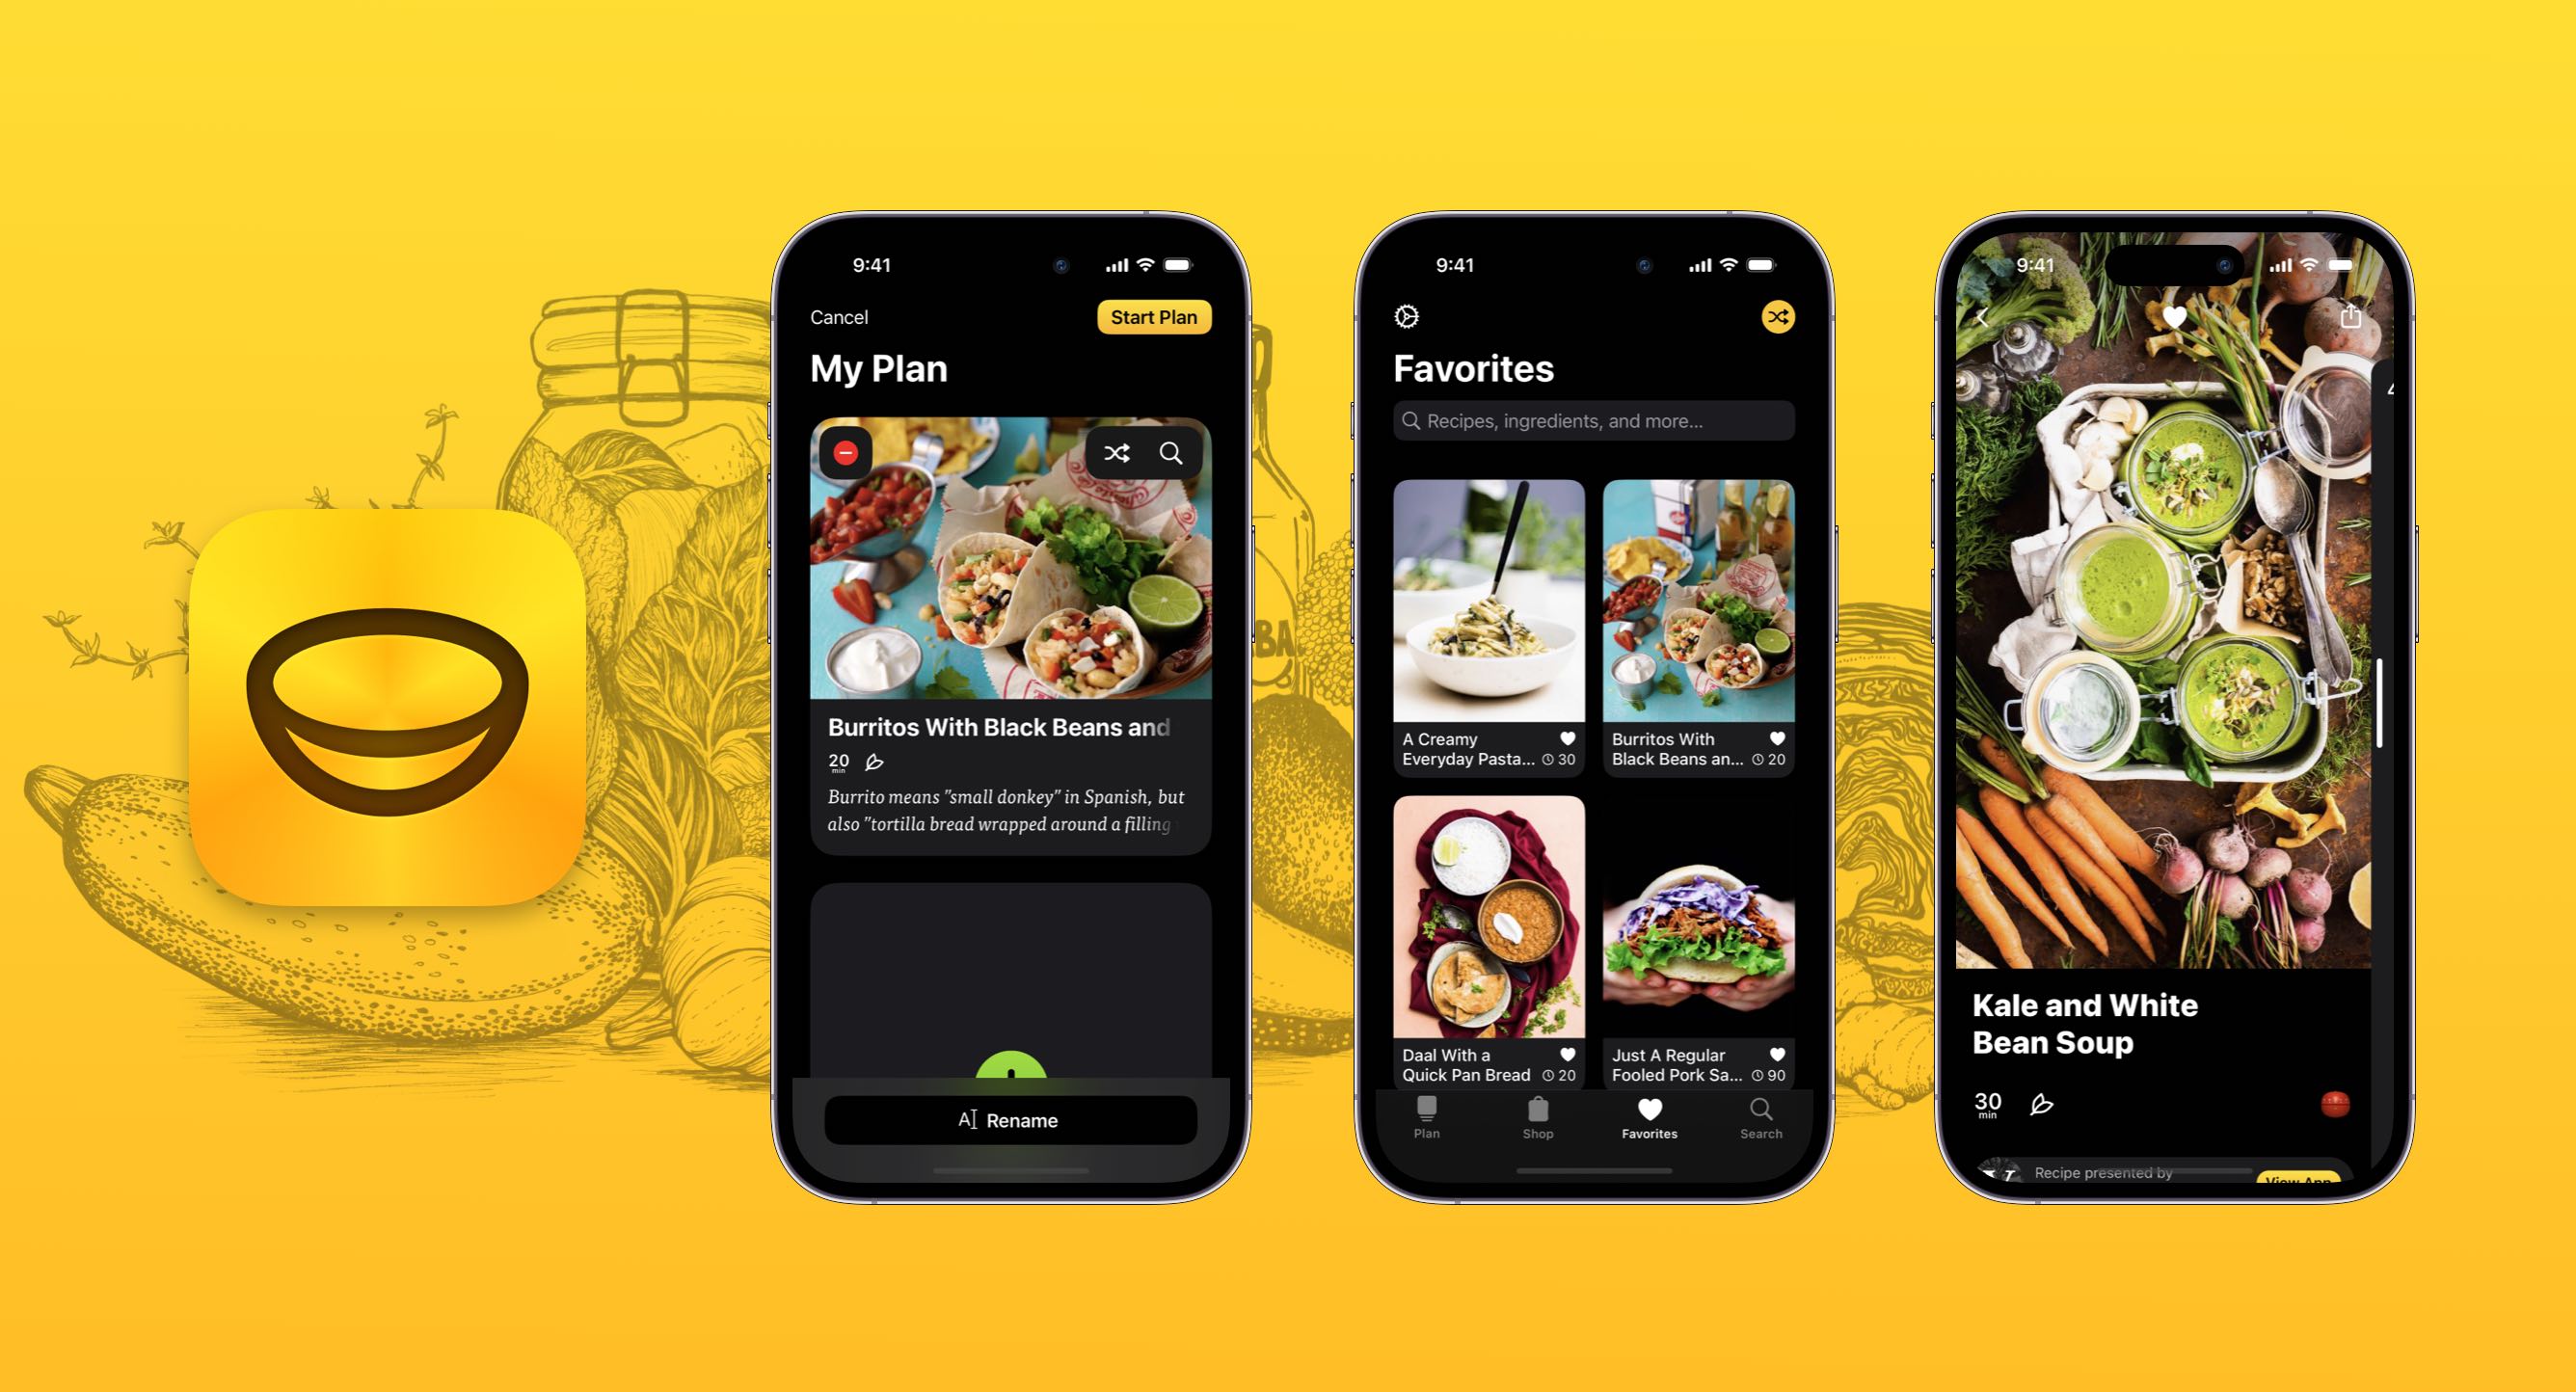 9:41
Cancel
Start Plan
My Plan
Burritos With Black Beans and
20
min
Burrito means "small donkey" in Spanish, but
also "tortilla bread wrapped around a filling
Rename
9:41
Favorites
Recipes, ingredients, and more...
A Creamy
Everyday Pasta... 30
Burritos With
Black Beans an... 20
Daal With a
Quick Pan Bread 20
Just A Regular
Fooled Pork Sa... 90
Plan
Shop
Favorites
Search
9:41
Kale and White
Bean Soup
30
min
Recipe presented by
View App